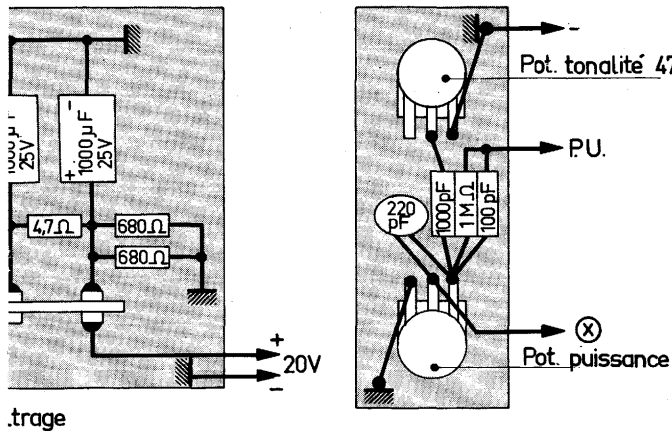 1000µF
25V
-
+
1000µF
25V
4,7Ω
680Ω
680Ω
+
20V
-
-
Pot. tonalité 47
P.U.
220
pF
1000pF
1MΩ
100pF
X
Pot. puissance
trage